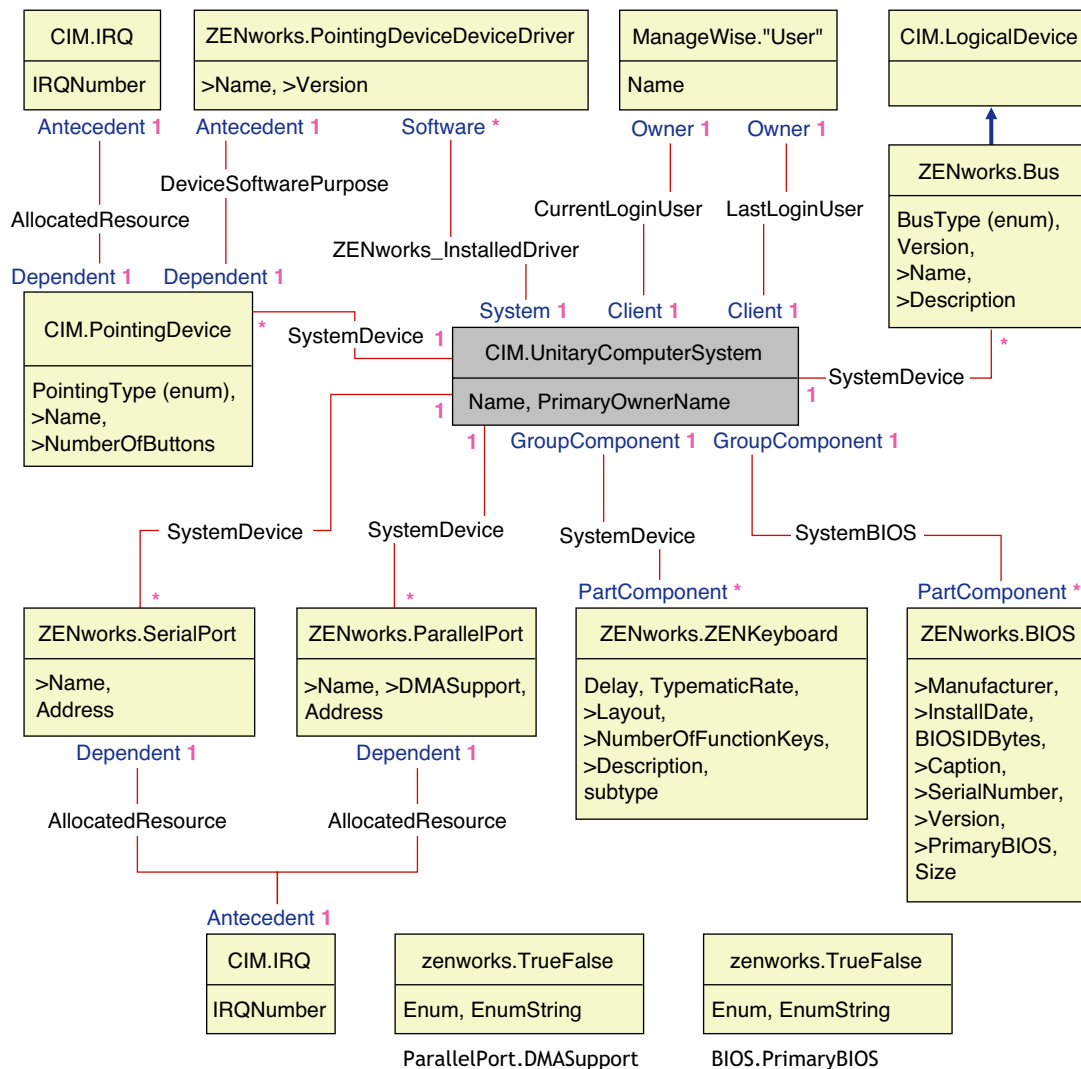 CIM.IRQ
IRQNumber
ZENworks.PointingDeviceDeviceDriver
>Name, >Version
ManageWise."User"
Name
CIM.LogicalDevice
Antecedent 1
Antecedent 1
Software *
Owner 1
Owner 1
DeviceSoftwarePurpose
AllocatedResource
CurrentLoginUser
LastLoginUser
ZENworks_InstalledDriver
ZENworks.Bus
BusType (enum),
Version,
>Name,
>Description
*
Dependent 1
Dependent 1
System 1
Client 1
Client 1
CIM.PointingDevice
PointingType (enum),
>Name,
>NumberOfButtons
*
SystemDevice
1
CIM.UnitaryComputerSystem
Name, PrimaryOwnerName
SystemDevice
1
1
1
GroupComponent 1
GroupComponent 1
SystemDevice
SystemDevice
SystemDevice
SystemBIOS
*
*
PartComponent *
PartComponent *
ZENworks.SerialPort
>Name,
Address
ZENworks.ParallelPort
>Name, >DMASupport,
Address
ZENworks.ZENKeyboard
Delay, TypematicRate,
>Layout,
>NumberOfFunctionKeys,
>Description,
subtype
ZENworks.BIOS
>Manufacturer,
>InstallDate,
BIOSIDBytes,
>Caption,
>SerialNumber,
>Version,
>PrimaryBIOS,
Size
Dependent 1
Dependent 1
AllocatedResource
AllocatedResource
Antecedent 1
CIM.IRQ
IRQNumber
zenworks.TrueFalse
Enum, EnumString
ParallelPort.DMASupport
zenworks.TrueFalse
Enum, EnumString
BIOS.PrimaryBIOS